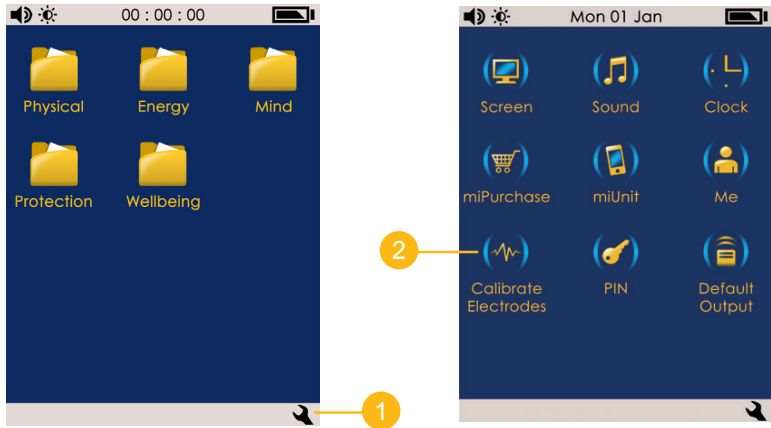 00 : 00 : 00
Physical Energy Mind
Protection Wellbeing
1
Mon 01 Jan
Screen Sound Clock
miPurchase miUnit Me
2
Calibrate Electrodes PIN Default Output